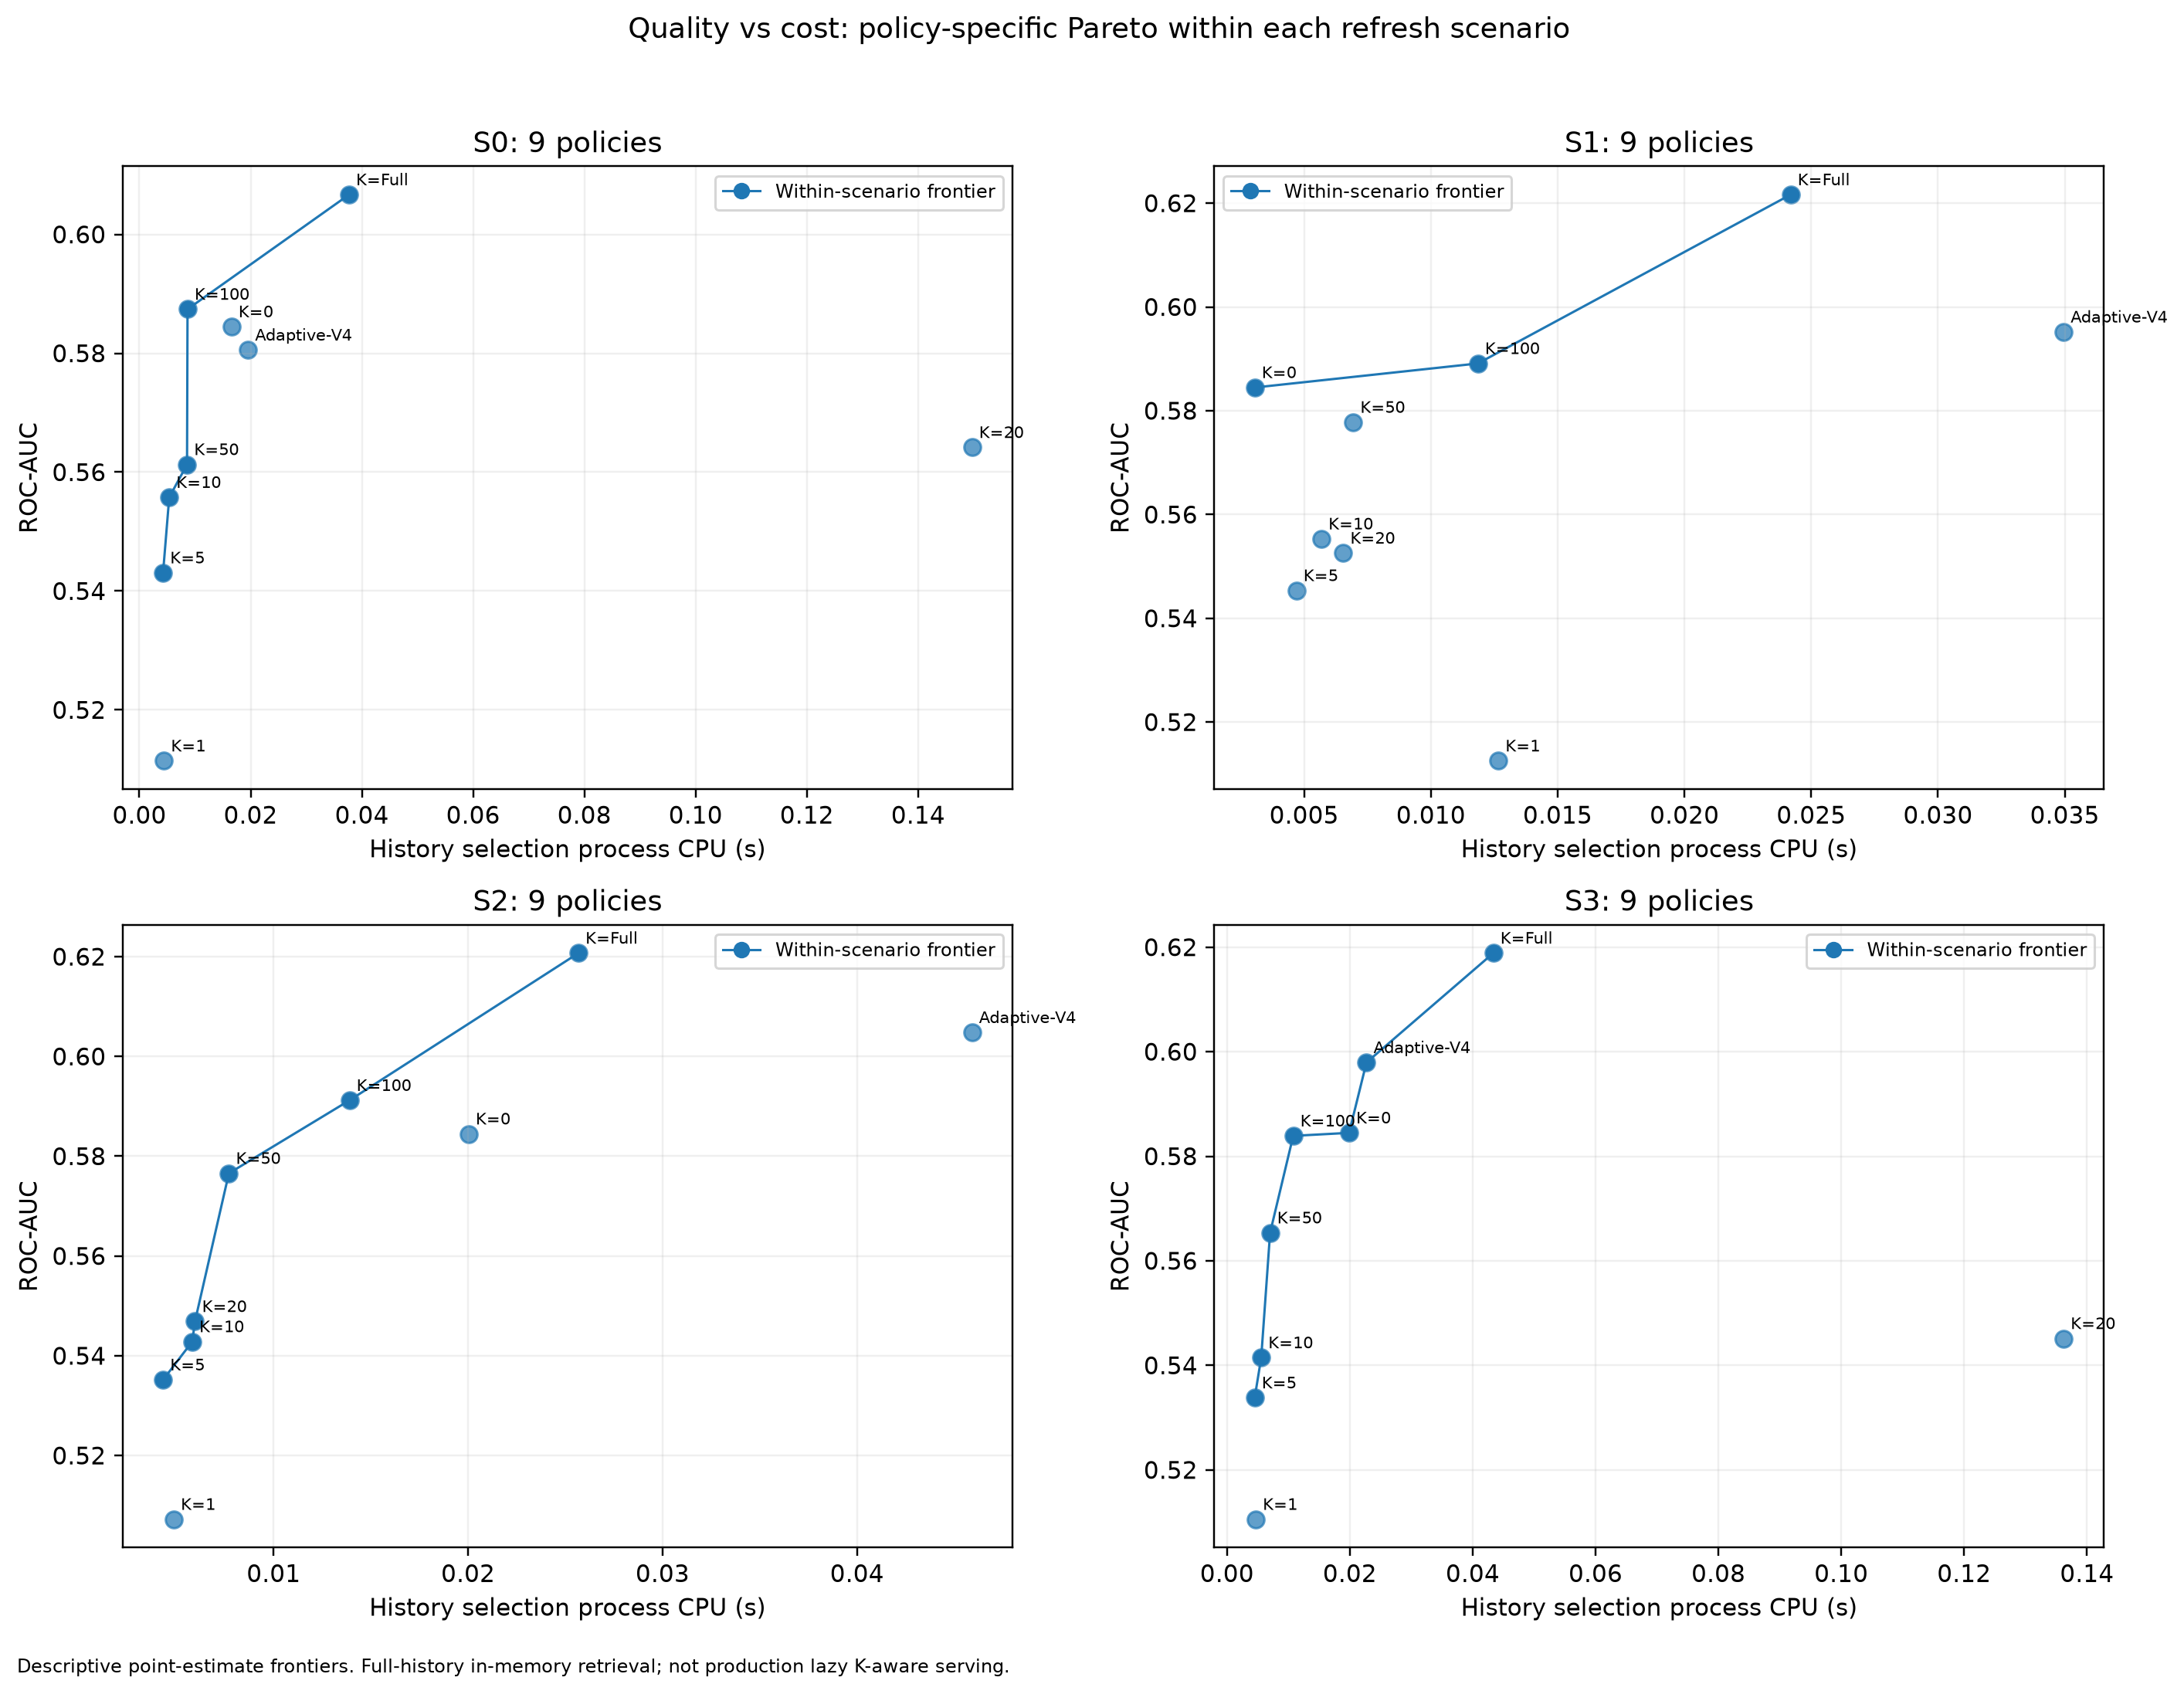 Quality vs cost: policy-specific Pareto within each refresh scenario
S0: 9 policies
Within-scenario frontier
K=Full
K=100
K=0
Adaptive-V4
K=20
K=50
K=10
K=5
K=1
ROC-AUC
0.60
0.58
0.56
0.54
0.52
0.00 0.02 0.04 0.06 0.08 0.10 0.12 0.14
History selection process CPU (s)
S1: 9 policies
Within-scenario frontier
K=Full
Adaptive-V4
K=100
K=0
K=50
K=10
K=20
K=5
K=1
ROC-AUC
0.62
0.60
0.58
0.56
0.54
0.52
0.005 0.010 0.015 0.020 0.025 0.030 0.035
History selection process CPU (s)
S2: 9 policies
Within-scenario frontier
K=Full
Adaptive-V4
K=100
K=0
K=50
K=20
K=10
K=5
K=1
ROC-AUC
0.62
0.60
0.58
0.56
0.54
0.52
0.01 0.02 0.03 0.04
History selection process CPU (s)
S3: 9 policies
Within-scenario frontier
K=Full
Adaptive-V4
K=100
K=0
K=50
K=20
K=10
K=5
K=1
ROC-AUC
0.62
0.60
0.58
0.56
0.54
0.52
0.00 0.02 0.04 0.06 0.08 0.10 0.12 0.14
History selection process CPU (s)
Descriptive point-estimate frontiers. Full-history in-memory retrieval; not production lazy K-aware serving.